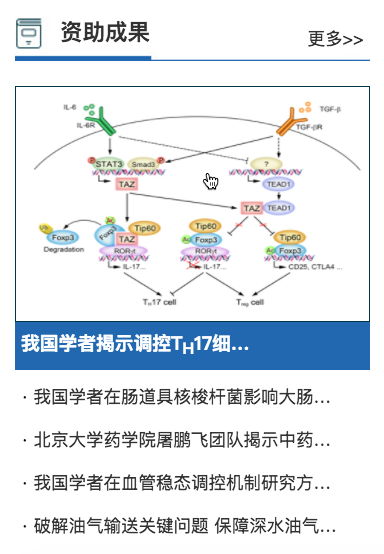 资助成果
更多>>
IL-6
TGF-β
IL-6R
TGF-βR
P
P
STAT3
Smad3
?
TAZ
TEAD1
TAZ
TEAD1
Ac
Tip60
Tip60
Ub
Foxp3
Foxp3
TAZ
Ac
Foxp3
Tip60
Degradation
ROR-γ
ROR-γ
Ac
Foxp3
IL-17...
IL-17...
CD25, CTLA4 ...
TH17 cell
Treg cell
我国学者揭示调控TH17细...
· 我国学者在肠道具核梭杆菌影响大肠...
· 北京大学药学院屠鹏飞团队揭示中药...
· 我国学者在血管稳态调控机制研究方...
· 破解油气输送关键问题 保障深水油气...